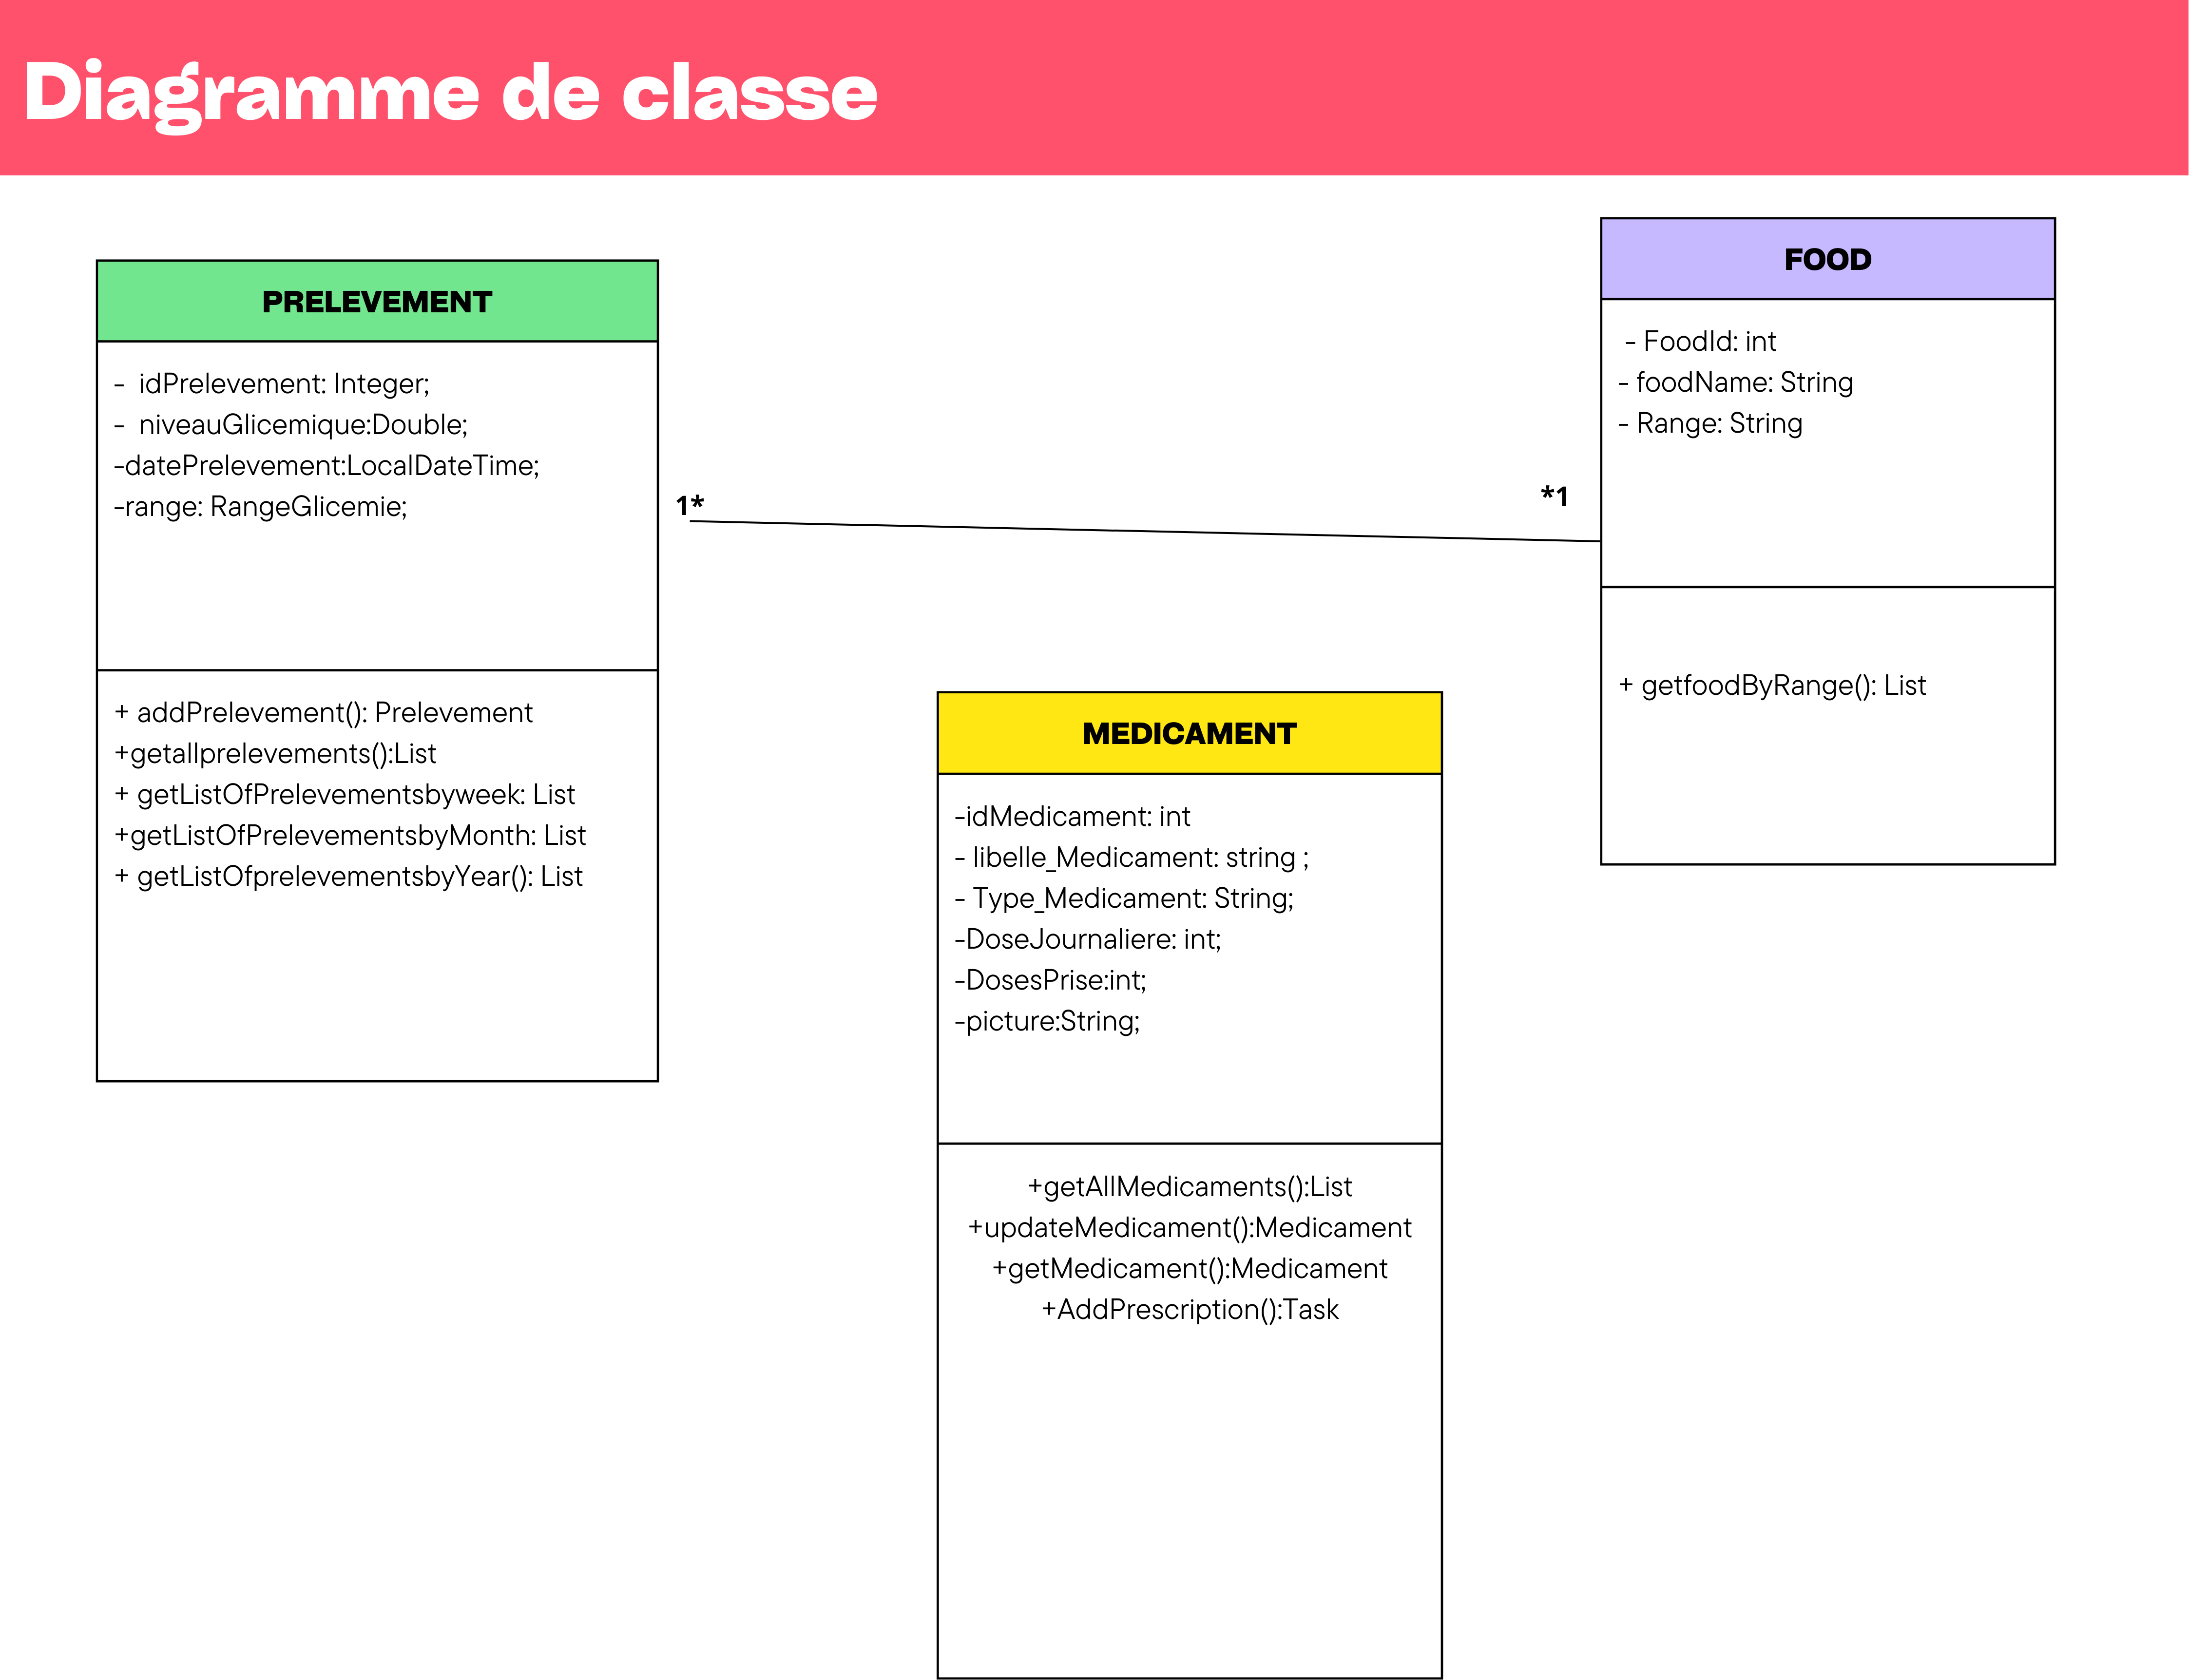 Diagramme de classe
PRELEVEMENT
- idPrelevement: Integer;
- niveauGlicemique:Double;
-datePrelevement:LocalDateTime;
-range: RangeGlicemie;
+ addPrelevement(): Prelevement
+getallprelevements():List
+ getListOfPrelevementsbyweek: List
+getListOfPrelevementsbyMonth: List
+ getListOfprelevementsbyYear(): List
1*
*1
FOOD
- FoodId: int
- foodName: String
- Range: String
+ getfoodByRange(): List
MEDICAMENT
-idMedicament: int
- libelle_Medicament: string ;
- Type_Medicament: String;
-DoseJournaliere: int;
-DosesPrise:int;
-picture:String;
+getAllMedicaments():List
+updateMedicament():Medicament
+getMedicament():Medicament
+AddPrescription():Task